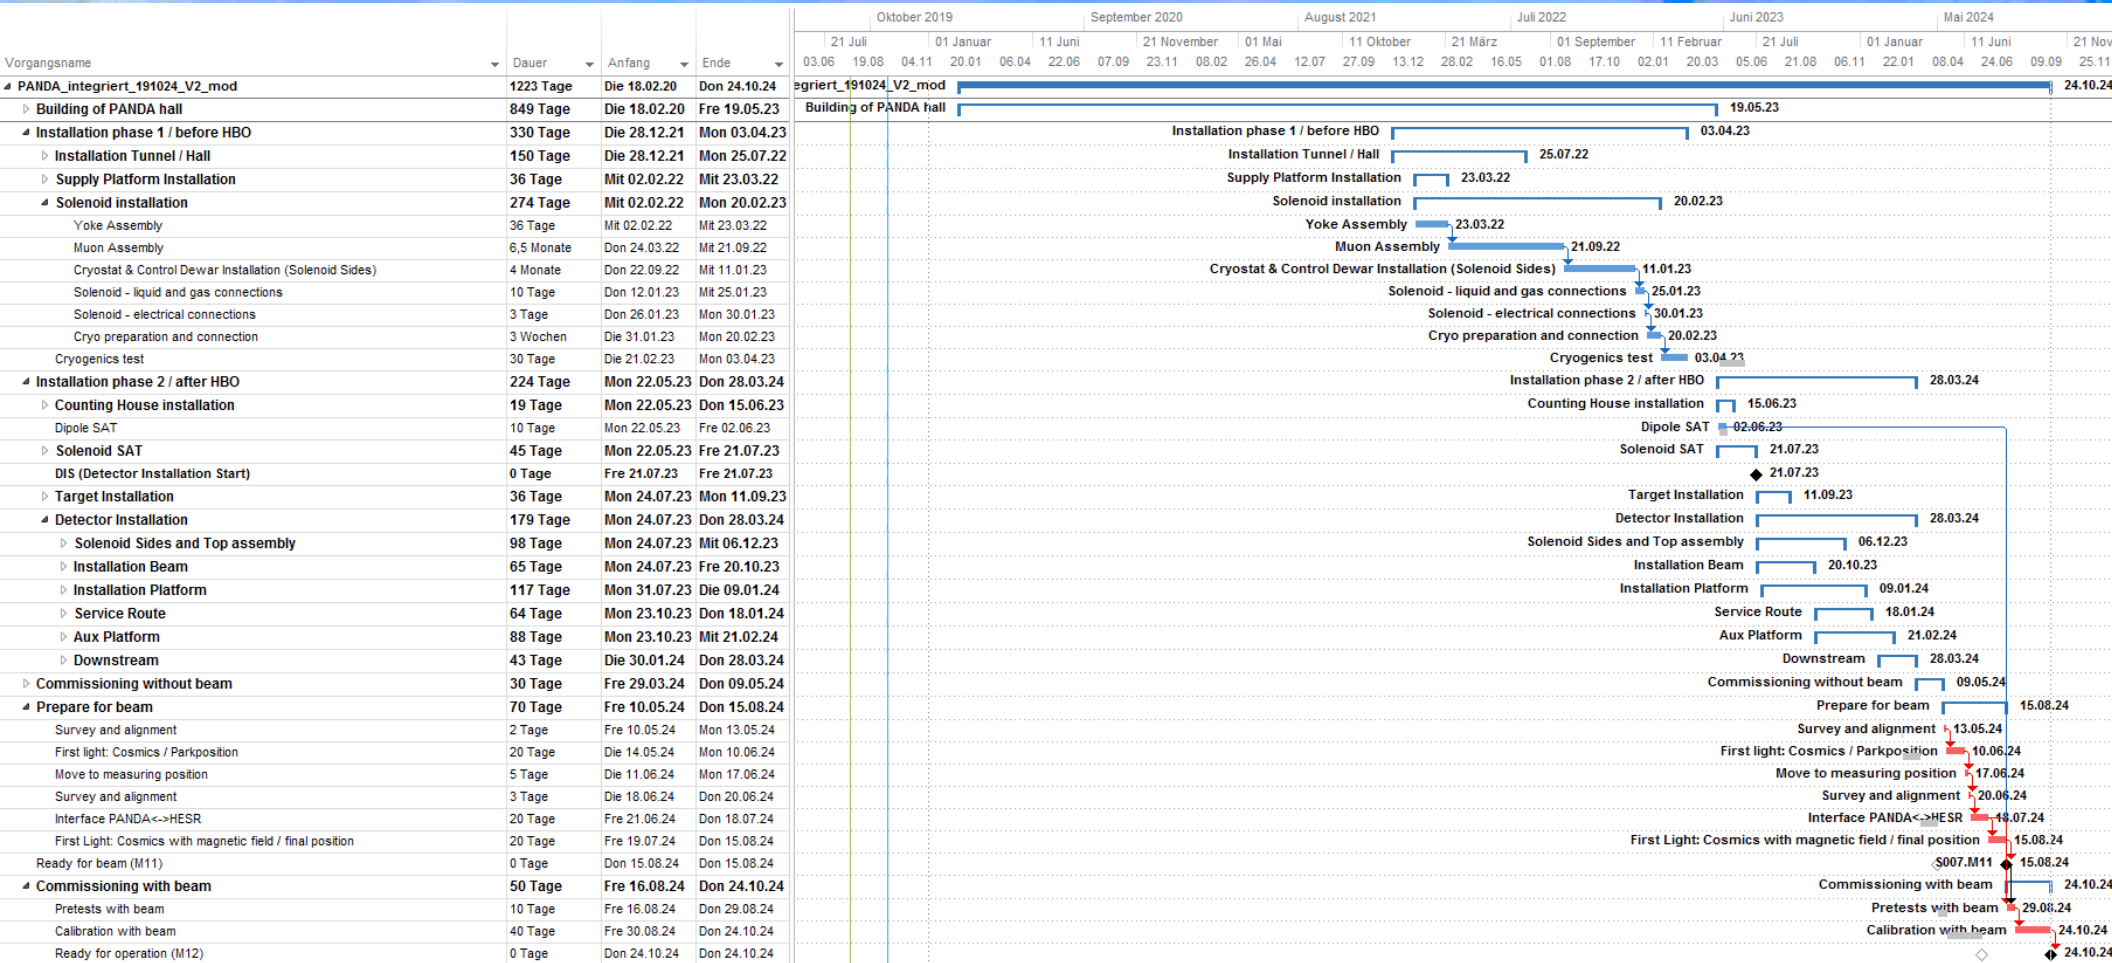 Oktober 2019 September 2020 August 2021 Juli 2022 Juni 2023 Mai 2024
21 Juli 01 Januar 11 Juni 21 November 01 Mai 11 Oktober 21 März 01 September 11 Februar 21 Juli 01 Januar 11 Juni 21 Nov
Vorgangsname Dauer Anfang Ende 03.06 19.08 04.11 20.01 06.04 22.06 07.09 23.11 08.02 26.04 12.07 27.09 13.12 28.02 16.05 01.08 17.10 02.01 20.03 05.06 21.08 06.11 22.01 08.04 24.06 09.09 25.11
PANDA_integriert_191024_V2_mod 1223 Tage Die 18.02.20 Don 24.10.24 egriert_191024_V2_mod 24.10.24
Building of PANDA hall 849 Tage Die 18.02.20 Fre 19.05.23 Building of PANDA hall 19.05.23
Installation phase 1 / before HBO 330 Tage Die 28.12.21 Mon 03.04.23 Installation phase 1 / before HBO 03.04.23
Installation Tunnel / Hall 150 Tage Die 28.12.21 Mon 25.07.22 Installation Tunnel / Hall 25.07.22
Supply Platform Installation 36 Tage Mit 02.02.22 Mit 23.03.22 Supply Platform Installation 23.03.22
Solenoid installation 274 Tage Mit 02.02.22 Mon 20.02.23 Solenoid installation 20.02.23
Yoke Assembly 36 Tage Mit 02.02.22 Mit 23.03.22 Yoke Assembly 23.03.22
Muon Assembly 6,5 Monate Don 24.03.22 Mit 21.09.22 Muon Assembly 21.09.22
Cryostat & Control Dewar Installation (Solenoid Sides) 4 Monate Don 22.09.22 Mit 11.01.23 Cryostat & Control Dewar Installation (Solenoid Sides) 11.01.23
Solenoid - liquid and gas connections 10 Tage Don 12.01.23 Mit 25.01.23 Solenoid - liquid and gas connections 25.01.23
Solenoid - electrical connections 3 Tage Don 26.01.23 Mon 30.01.23 Solenoid - electrical connections 30.01.23
Cryo preparation and connection 3 Wochen Die 31.01.23 Mon 20.02.23 Cryo preparation and connection 20.02.23
Cryogenics test 30 Tage Die 21.02.23 Mon 03.04.23 Cryogenics test 03.04.23
Installation phase 2 / after HBO 224 Tage Mon 22.05.23 Don 28.03.24 Installation phase 2 / after HBO 28.03.24
Counting House installation 19 Tage Mon 22.05.23 Don 15.06.23 Counting House installation 15.06.23
Dipole SAT 10 Tage Mon 22.05.23 Fre 02.06.23 Dipole SAT 02.06.23
Solenoid SAT 45 Tage Mon 22.05.23 Fre 21.07.23 Solenoid SAT 21.07.23
DIS (Detector Installation Start) 0 Tage Fre 21.07.23 Fre 21.07.23 21.07.23
Target Installation 36 Tage Mon 24.07.23 Mon 11.09.23 Target Installation 11.09.23
Detector Installation 179 Tage Mon 24.07.23 Don 28.03.24 Detector Installation 28.03.24
Solenoid Sides and Top assembly 98 Tage Mon 24.07.23 Mit 06.12.23 Solenoid Sides and Top assembly 06.12.23
Installation Beam 65 Tage Mon 24.07.23 Fre 20.10.23 Installation Beam 20.10.23
Installation Platform 117 Tage Mon 31.07.23 Die 09.01.24 Installation Platform 09.01.24
Service Route 64 Tage Mon 23.10.23 Don 18.01.24 Service Route 18.01.24
Aux Platform 88 Tage Mon 23.10.23 Mit 21.02.24 Aux Platform 21.02.24
Downstream 43 Tage Die 30.01.24 Don 28.03.24 Downstream 28.03.24
Commissioning without beam 30 Tage Fre 29.03.24 Don 09.05.24 Commissioning without beam 09.05.24
Prepare for beam 70 Tage Fre 10.05.24 Don 15.08.24 Prepare for beam 15.08.24
Survey and alignment 2 Tage Fre 10.05.24 Mon 13.05.24 Survey and alignment 13.05.24
First light: Cosmics / Parkposition 20 Tage Die 14.05.24 Mon 10.06.24 First light: Cosmics / Parkposition 10.06.24
Move to measuring position 5 Tage Die 11.06.24 Mon 17.06.24 Move to measuring position 17.06.24
Survey and alignment 3 Tage Die 18.06.24 Don 20.06.24 Survey and alignment 20.06.24
Interface PANDA<->HESR 20 Tage Fre 21.06.24 Don 18.07.24 Interface PANDA<->HESR 18.07.24
First Light: Cosmics with magnetic field / final position 20 Tage Fre 19.07.24 Don 15.08.24 First Light: Cosmics with magnetic field / final position 15.08.24
Ready for beam (M11) 0 Tage Don 15.08.24 Don 15.08.24 S007.M11 15.08.24
Commissioning with beam 50 Tage Fre 16.08.24 Don 24.10.24 Commissioning with beam 24.10.24
Pretests with beam 10 Tage Fre 16.08.24 Don 29.08.24 Pretests with beam 29.08.24
Calibration with beam 40 Tage Fre 30.08.24 Don 24.10.24 Calibration with beam 24.10.24
Ready for operation (M12) 0 Tage Don 24.10.24 Don 24.10.24 24.10.24